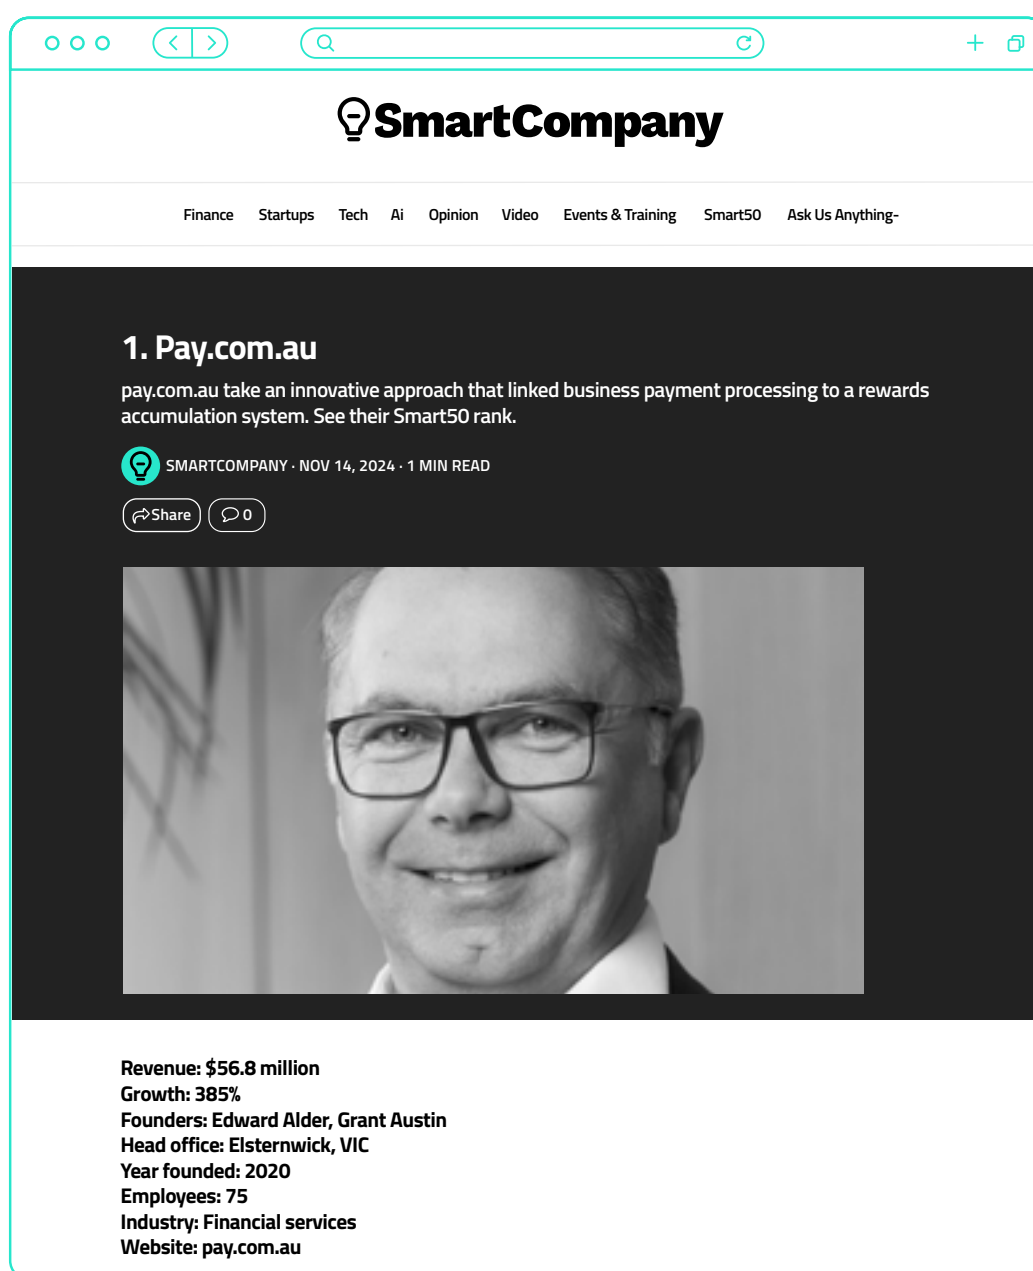 SmartCompany
Finance Startups Tech Ai Opinion Video Events & Training Smart50 Ask Us Anything-
1. Pay.com.au
pay.com.au take an innovative approach that linked business payment processing to a rewards
accumulation system. See their Smart50 rank.
SMARTCOMPANY · NOV 14, 2024 · 1 MIN READ
Share 0
Revenue: $56.8 million
Growth: 385%
Founders: Edward Alder, Grant Austin
Head office: Elsternwick, VIC
Year founded: 2020
Employees: 75
Industry: Financial services
Website: pay.com.au